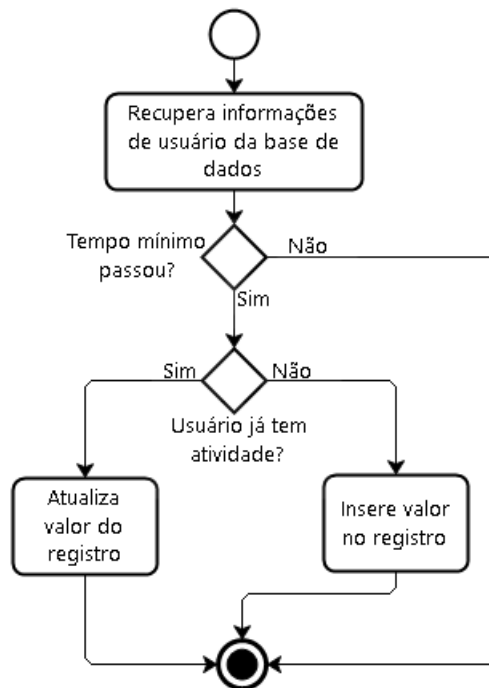 Recupera informações
de usuário da base de
dados
Tempo mínimo
passou?
Não
Sim
Sim
Não
Usuário já tem
atividade?
Atualiza
valor do
registro
Insere valor
no registro